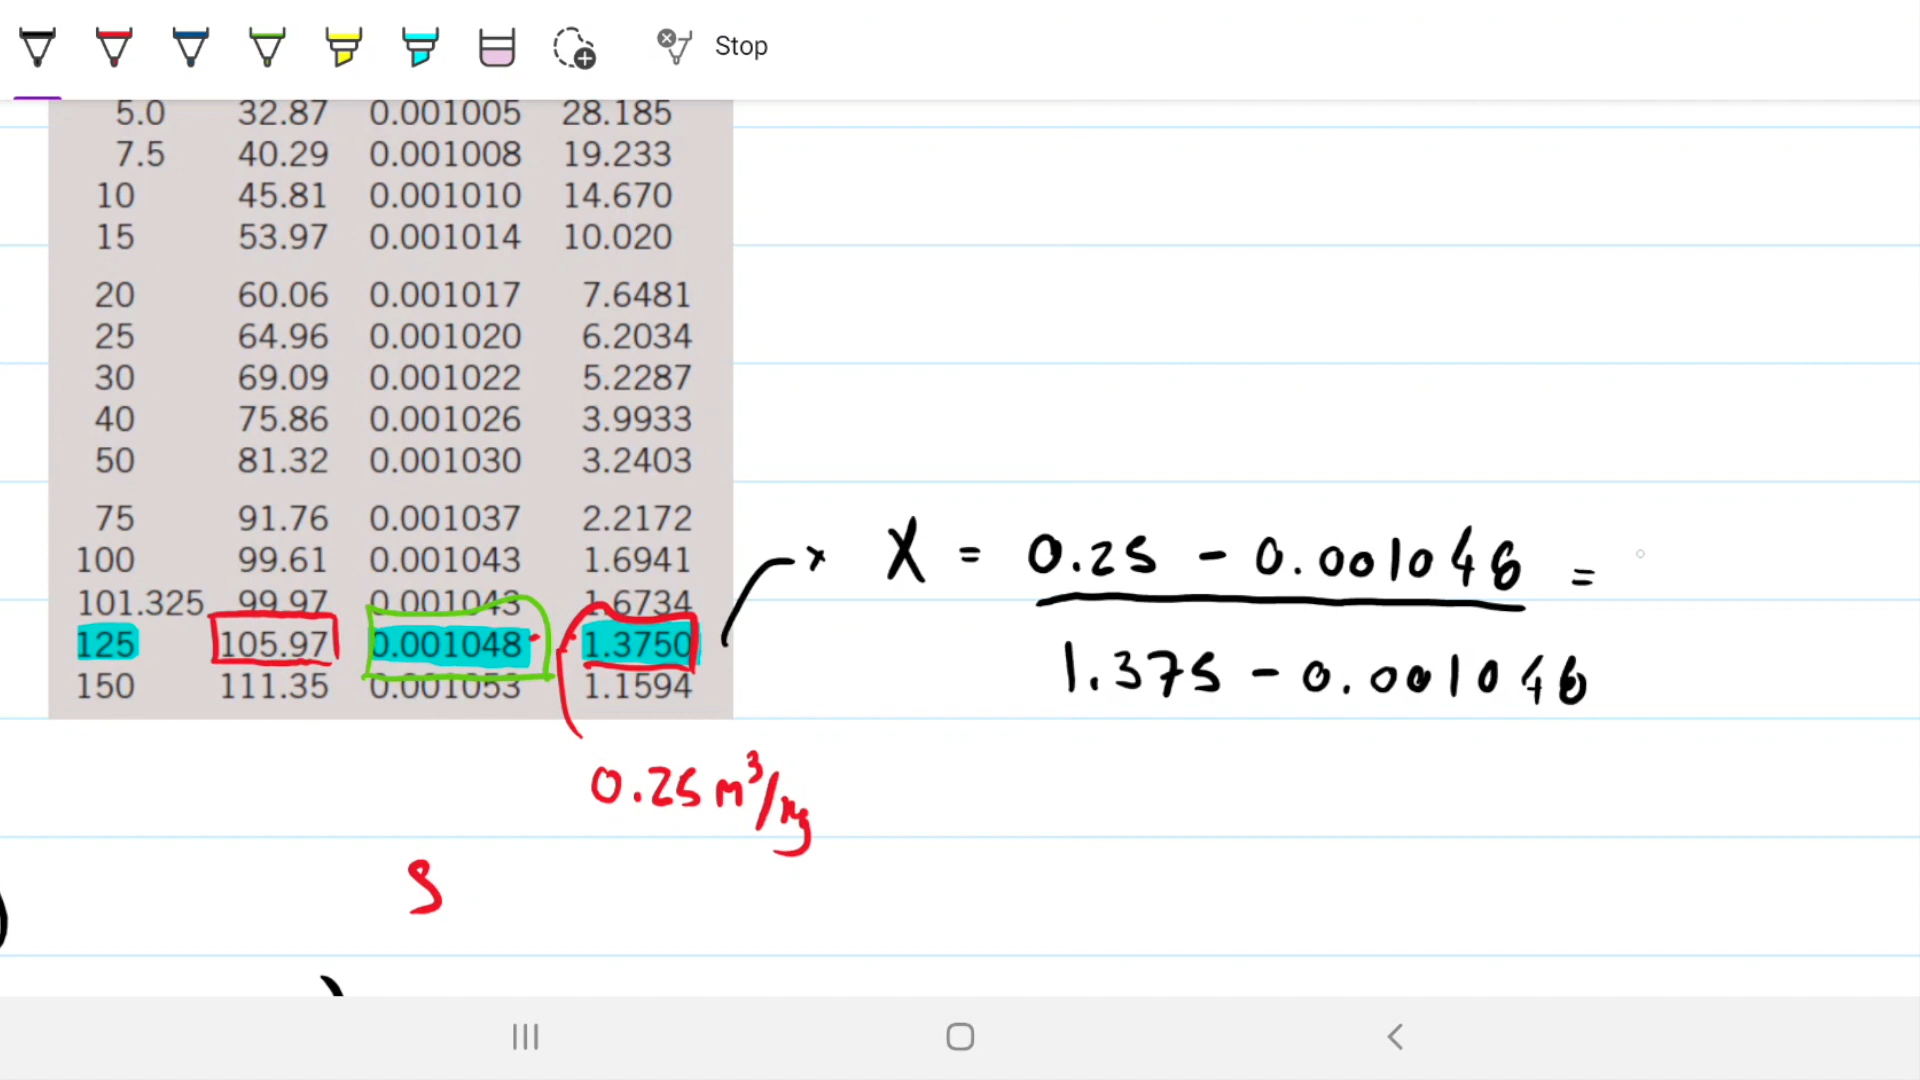 Stop
5.0 32.87 0.001005 28.185
7.5 40.29 0.001008 19.233
10 45.81 0.001010 14.670
15 53.97 0.001014 10.020
20 60.06 0.001017 7.6481
25 64.96 0.001020 6.2034
30 69.09 0.001022 5.2287
40 75.86 0.001026 3.9933
50 81.32 0.001030 3.2403
75 91.76 0.001037 2.2172
100 99.61 0.001043 1.6941
101.325 99.97 0.001043 1.6734
125 105.97 0.001048 1.3750
150 111.35 0.001053 1.1594
X = 0.25 - 0.001048 =
1.375 - 0.001048
0.25 m³/kg
S